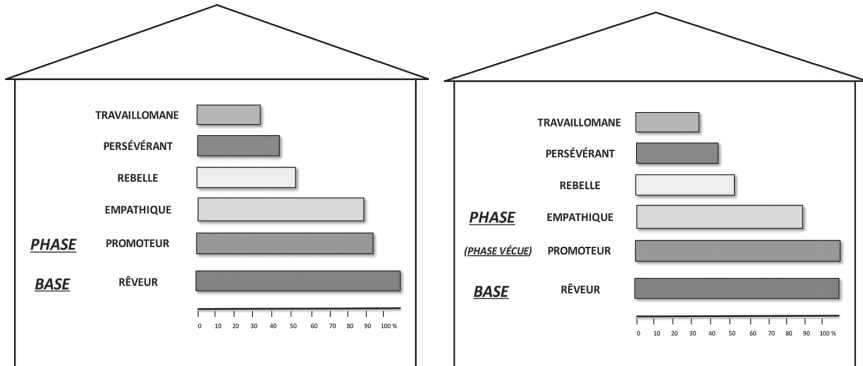 TRAVAILLOMANE
PERSÉVÉRANT
REBELLE
EMPATHIQUE
PHASE PROMOTEUR
BASE RÊVEUR
0 10 20 30 40 50 60 70 80 90 100 %
TRAVAILLOMANE
PERSÉVÉRANT
REBELLE
PHASE EMPATHIQUE
(PHASE VÉCUE) PROMOTEUR
BASE RÊVEUR
0 10 20 30 40 50 60 70 80 90 100 %